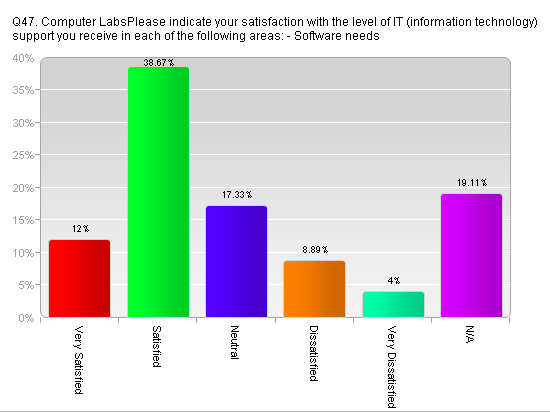 Q47. Computer LabsPlease indicate your satisfaction with the level of IT (information technology)
support you receive in each of the following areas: - Software needs
40%
35%
30%
25%
20%
15%
10%
5%
0%
12%
38.67%
17.33%
8.89%
4%
19.11%
Very Satisfied
Satisfied
Neutral
Dissatisfied
Very Dissatisfied
N/A